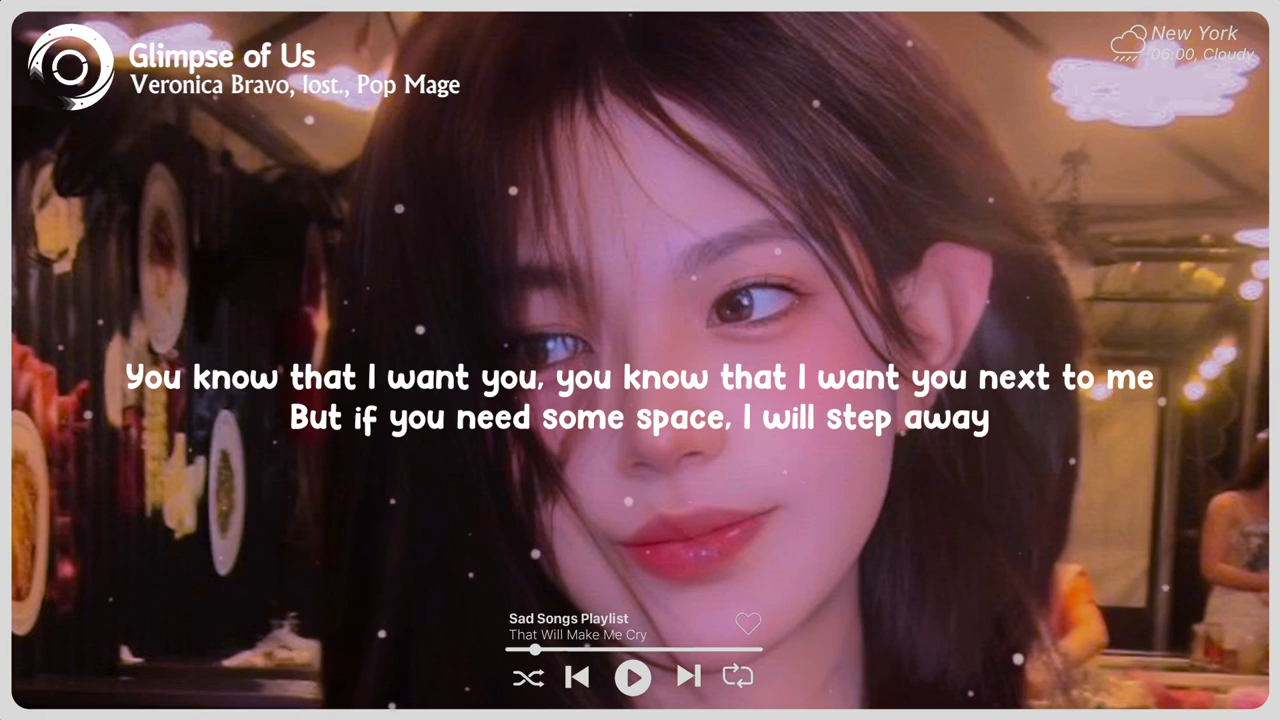 Glimpse of Us
Veronica Bravo, lost., Pop Mage
New York
06:00, Cloudy
You know that I want you, you know that I want you next to me
But if you need some space, I will step away
Sad Songs Playlist
That Will Make Me Cry